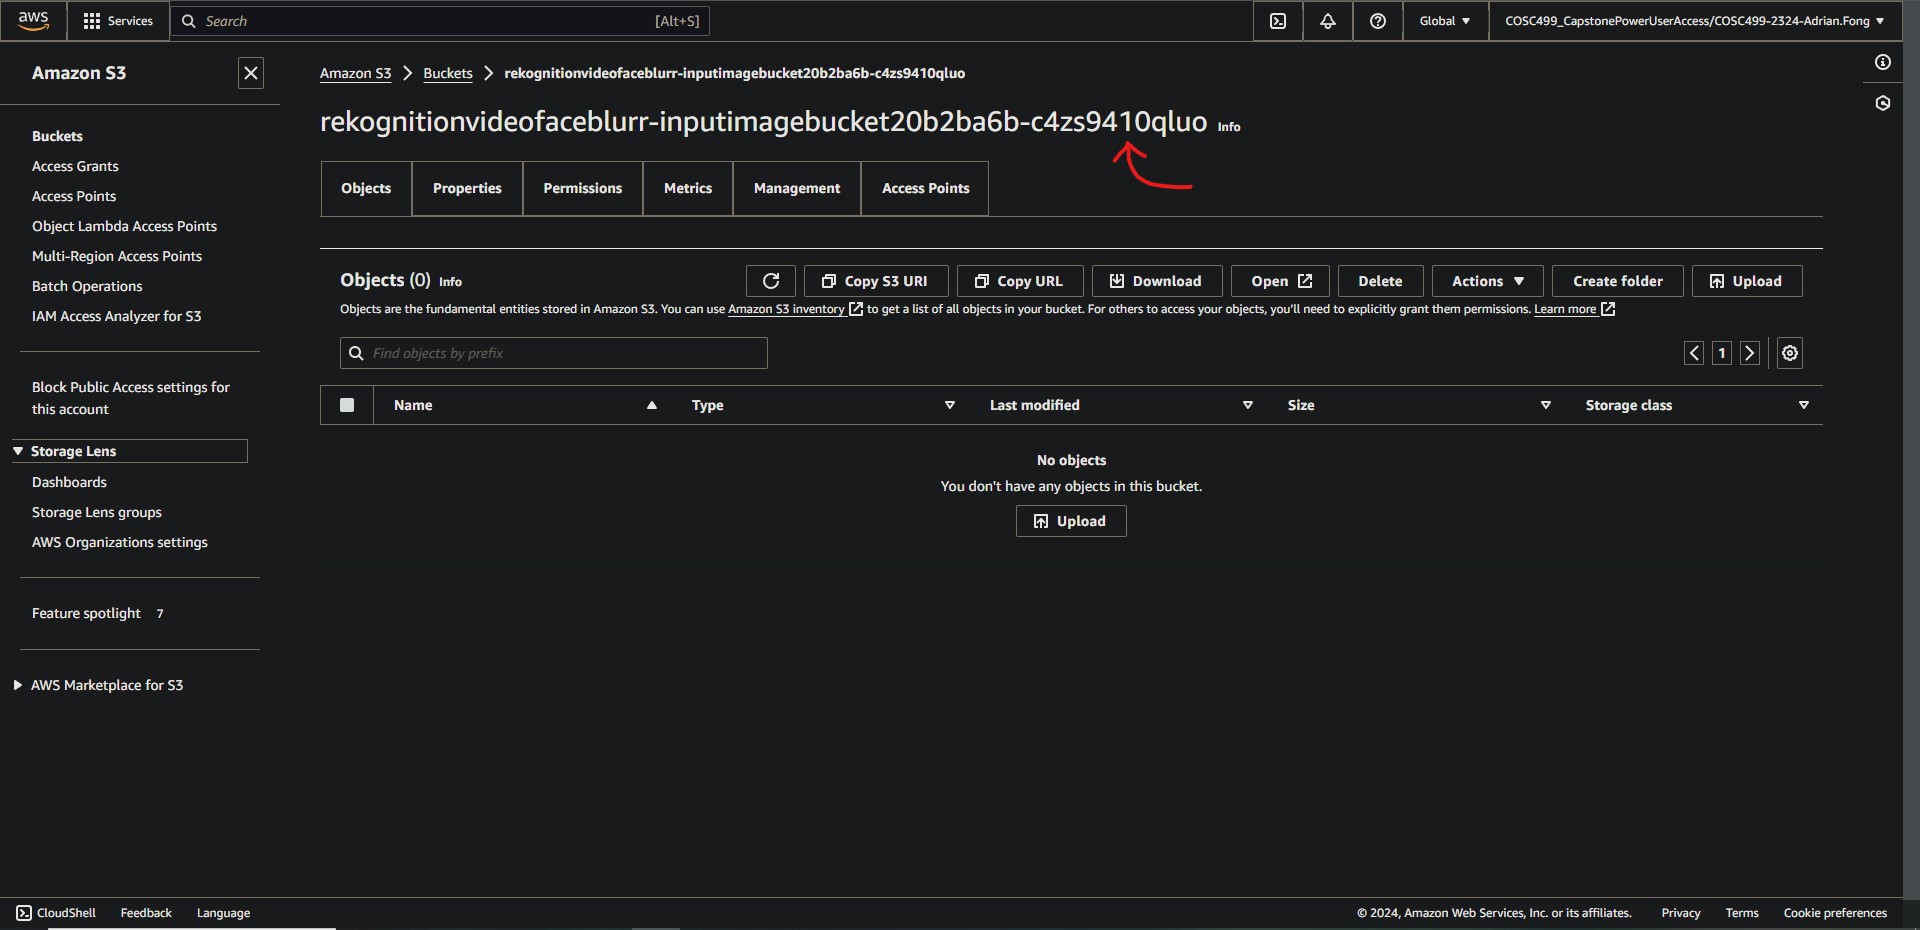 aws
Services
Search [Alt+S]
Global
COSC499_CapstonePowerUserAccess/COSC499-2324-Adrian.Fong
Amazon S3
Buckets
Access Grants
Access Points
Object Lambda Access Points
Multi-Region Access Points
Batch Operations
IAM Access Analyzer for S3
Block Public Access settings for
this account
Storage Lens
Dashboards
Storage Lens groups
AWS Organizations settings
Feature spotlight 7
AWS Marketplace for S3
Amazon S3 Buckets rekognitionvideofaceblurr-inputimagebucket20b2ba6b-c4zs9410qluo
rekognitionvideofaceblurr-inputimagebucket20b2ba6b-c4zs9410qluo Info
Objects Properties Permissions Metrics Management Access Points
Objects (0) Info
Copy S3 URI Copy URL Download Open Delete Actions Create folder Upload
Objects are the fundamental entities stored in Amazon S3. You can use Amazon S3 inventory to get a list of all objects in your bucket. For others to access your objects, you'll need to explicitly grant them permissions. Learn more
Find objects by prefix
1
Name Type Last modified Size Storage class
No objects
You don't have any objects in this bucket.
Upload
CloudShell Feedback Language
© 2024, Amazon Web Services, Inc. or its affiliates. Privacy Terms Cookie preferences